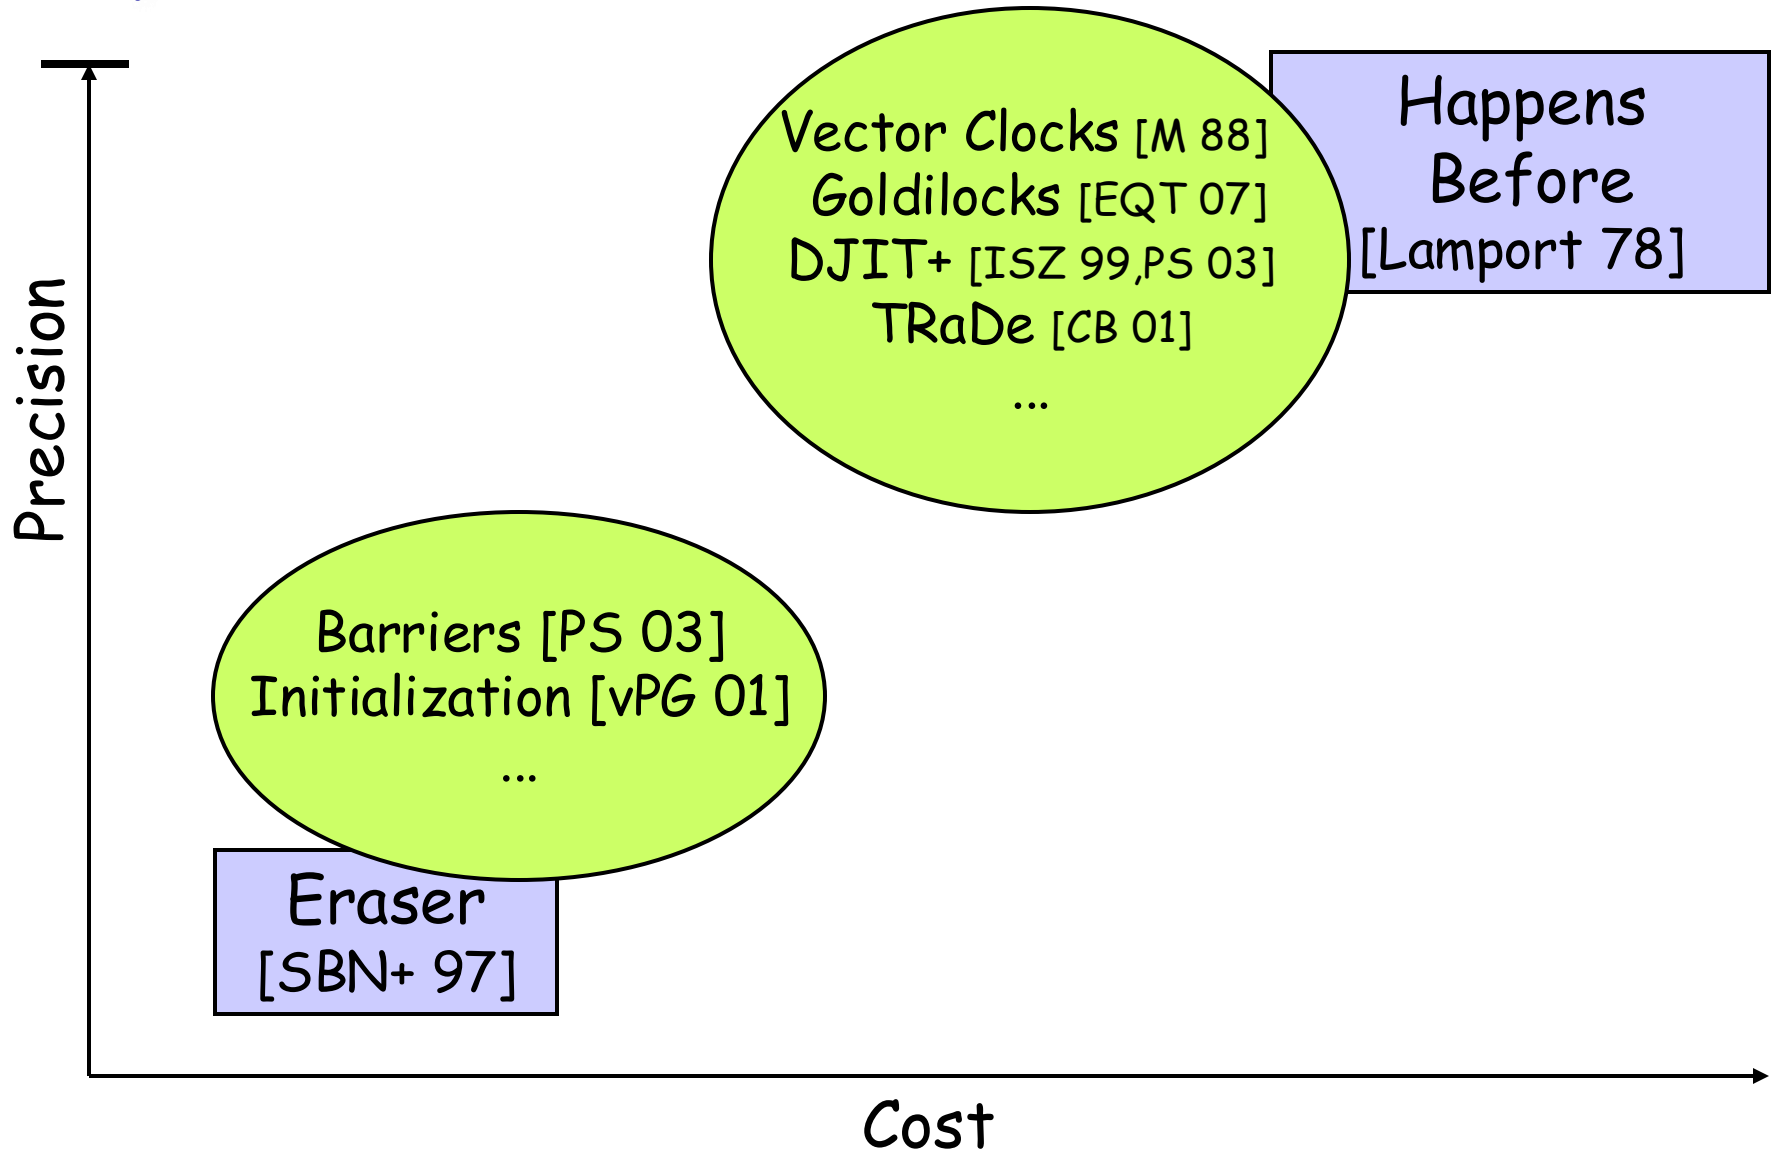 Precision
Vector Clocks [M 88]
Goldilocks [EQT 07]
DJIT+ [ISZ 99,PS 03]
TRaDe [CB 01]
...
Happens
Before
[Lamport 78]
Barriers [PS 03]
Initialization [vPG 01]
...
Eraser
[SBN+ 97]
Cost